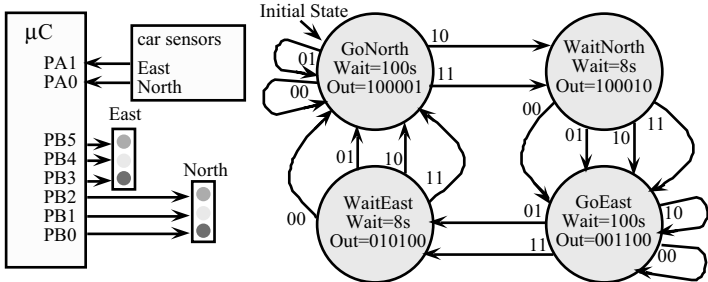 μC
PA1
PA0
PB5
PB4
PB3
PB2
PB1
PB0
car sensors
East
North
East
North
Initial State
GoNorth
Wait=100s
Out=100001
01
00
10
11
WaitNorth
Wait=8s
Out=100010
00
01
10
11
WaitEast
Wait=8s
Out=010100
00
01
10
11
GoEast
Wait=100s
Out=001100
01
11
10
00